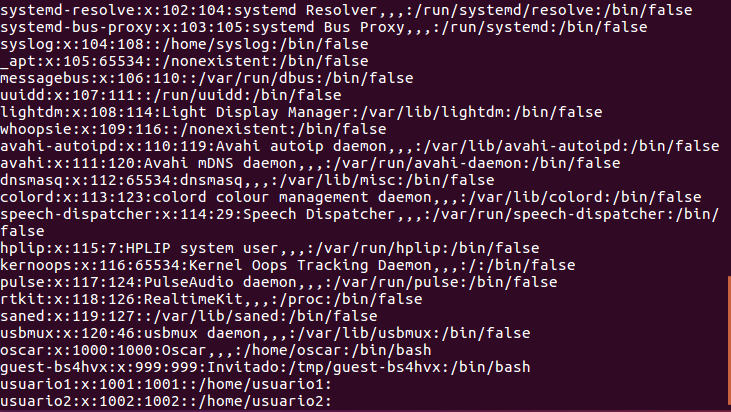 systemd-resolve:x:102:104:systemd Resolver,,,:/run/systemd/resolve:/bin/false
systemd-bus-proxy:x:103:105:systemd Bus Proxy,,,:/run/systemd:/bin/false
syslog:x:104:108::/home/syslog:/bin/false
_apt:x:105:65534::/nonexistent:/bin/false
messagebus:x:106:110::/var/run/dbus:/bin/false
uuidd:x:107:111::/run/uuidd:/bin/false
lightdm:x:108:114:Light Display Manager:/var/lib/lightdm:/bin/false
whoopsie:x:109:116::/nonexistent:/bin/false
avahi-autoipd:x:110:119:Avahi autoip daemon,,,:/var/lib/avahi-autoipd:/bin/false
avahi:x:111:120:Avahi mDNS daemon,,,:/var/run/avahi-daemon:/bin/false
dnsmasq:x:112:65534:dnsmasq,,,:/var/lib/misc:/bin/false
colord:x:113:123:colord colour management daemon,,,:/var/lib/colord:/bin/false
speech-dispatcher:x:114:29:Speech Dispatcher,,,:/var/run/speech-dispatcher:/bin/
false
hplip:x:115:7:HPLIP system user,,,:/var/run/hplip:/bin/false
kernoops:x:116:65534:Kernel Oops Tracking Daemon,,,:/:/bin/false
pulse:x:117:124:PulseAudio daemon,,,:/var/run/pulse:/bin/false
rtkit:x:118:126:RealtimeKit,,,:/proc:/bin/false
saned:x:119:127::/var/lib/saned:/bin/false
usbmux:x:120:46:usbmux daemon,,,:/var/lib/usbmux:/bin/false
oscar:x:1000:1000:Oscar,,,:/home/oscar:/bin/bash
guest-bs4hvx:x:999:999:Invitado:/tmp/guest-bs4hvx:/bin/bash
usuario1:x:1001:1001::/home/usuario1:
usuario2:x:1002:1002::/home/usuario2: